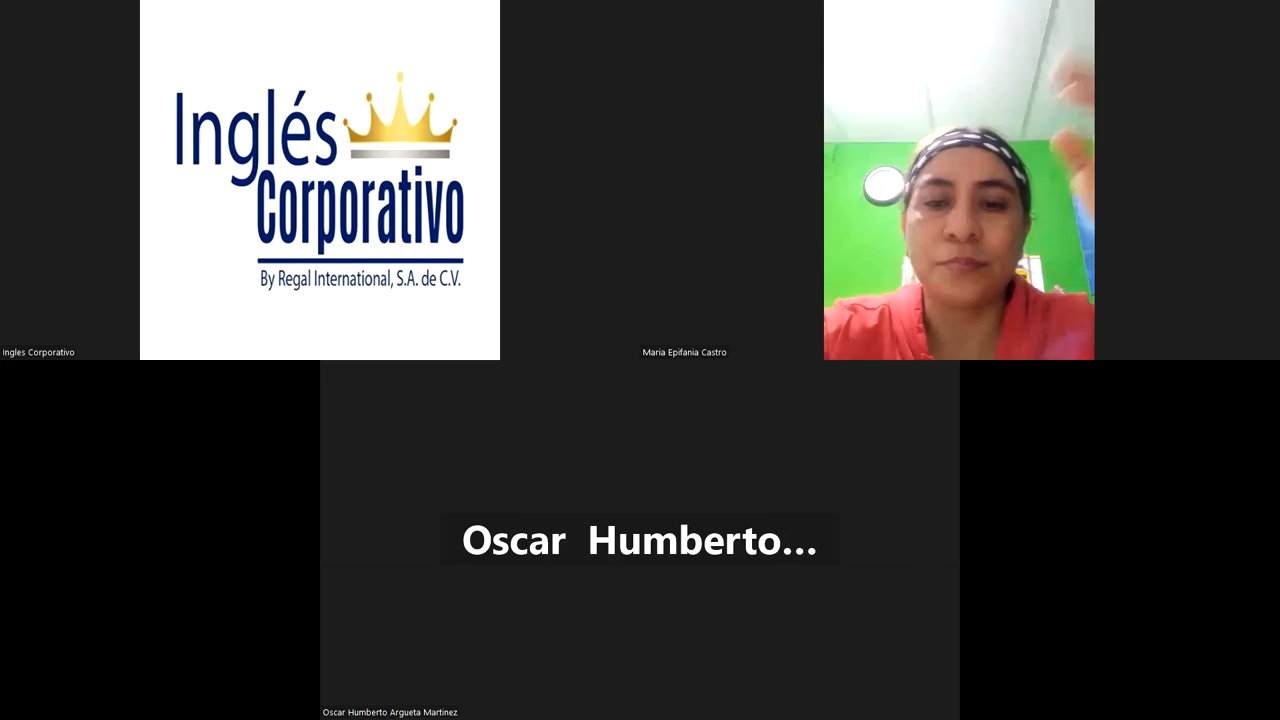 Inglés
Corporativo
By Regal International, S.A. de C.V.
Ingles Corporativo
Maria Epifania Castro
Oscar Humberto...
Oscar Humberto Argueta Martinez